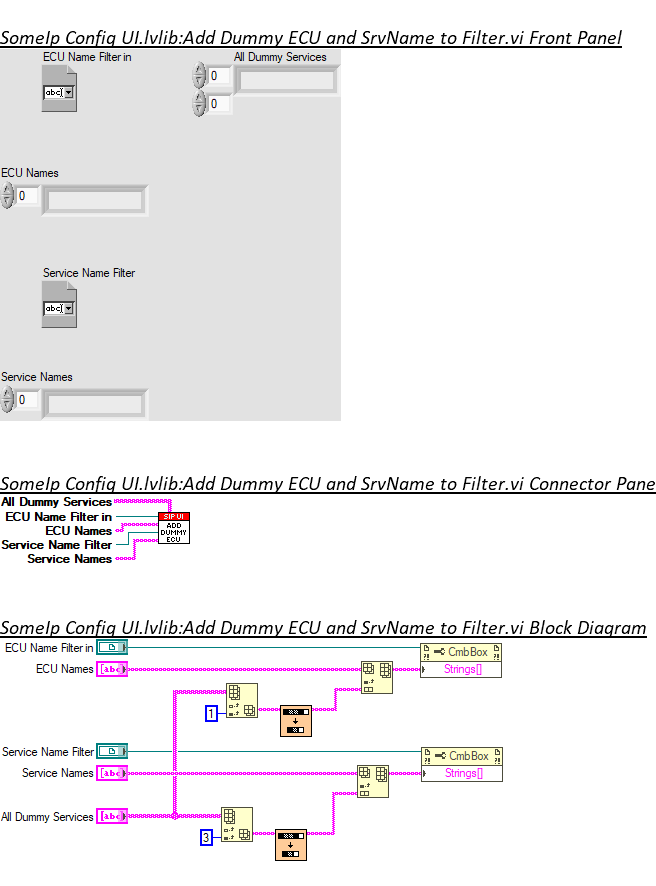 SomeIp Config UI.lvlib:Add Dummy ECU and SrvName to Filter.vi Front Panel
ECU Name Filter in
All Dummy Services
abc
0
0
ECU Names
0
Service Name Filter
abc
Service Names
0
SomeIp Config UI.lvlib:Add Dummy ECU and SrvName to Filter.vi Connector Pane
All Dummy Services
ECU Name Filter in
ECU Names
Service Name Filter
Service Names
SIP UI
ADD
DUMMY
ECU
SomeIp Config UI.lvlib:Add Dummy ECU and SrvName to Filter.vi Block Diagram
ECU Name Filter in
CmbBox
ECU Names
[abc]
Strings[]
1
Service Name Filter
CmbBox
Service Names
[abc]
Strings[]
All Dummy Services
[abc]
3